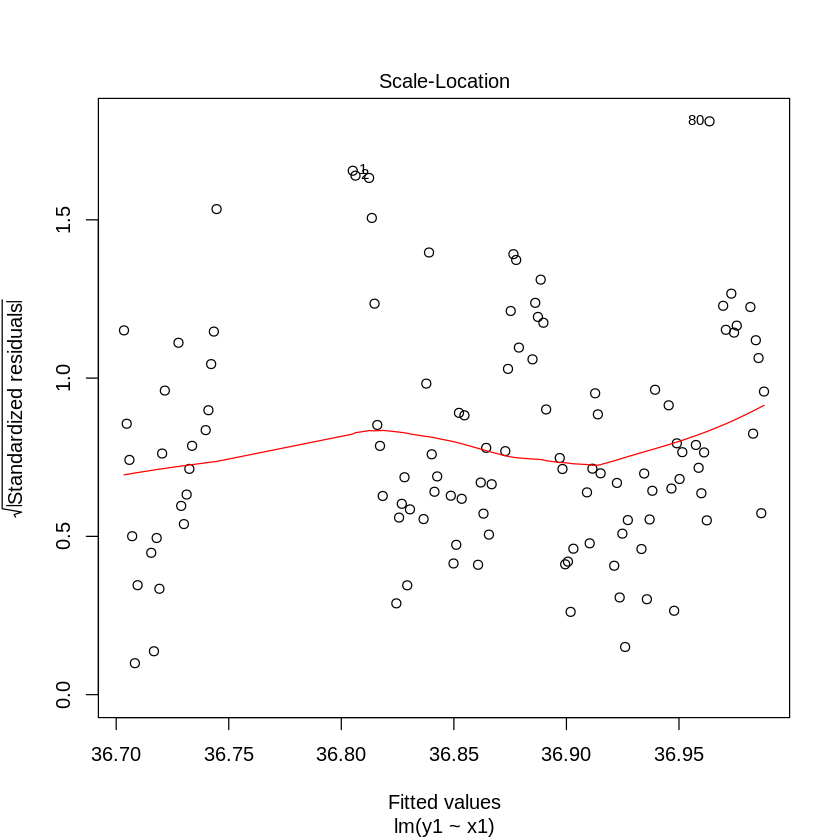 Scale-Location
√|Standardized residuals|
0.0
0.5
1.0
1.5
80
1
2
36.70 36.75 36.80 36.85 36.90 36.95
Fitted values
lm(y1 ~ x1)